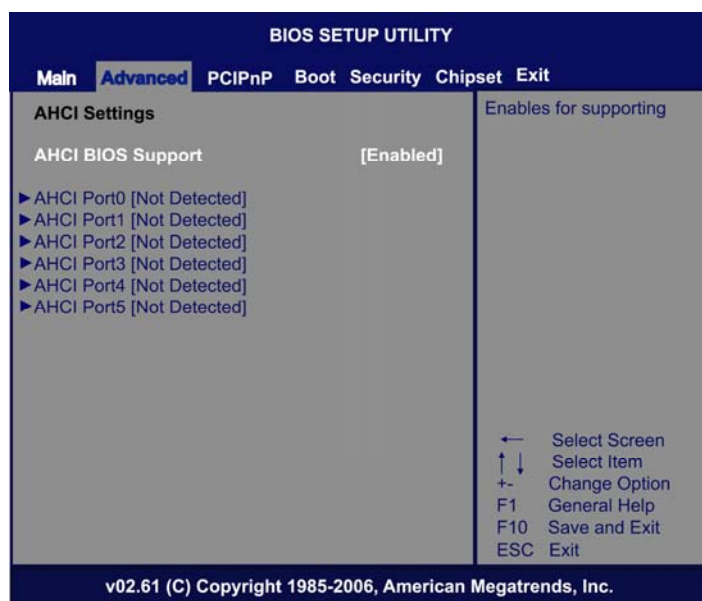 BIOS SETUP UTILITY
Main Advanced PCIPnP Boot Security Chipset Exit
AHCI Settings
AHCI BIOS Support [Enabled]
►AHCI Port0 [Not Detected]
►AHCI Port1 [Not Detected]
►AHCI Port2 [Not Detected]
►AHCI Port3 [Not Detected]
►AHCI Port4 [Not Detected]
►AHCI Port5 [Not Detected]
Enables for supporting
← Select Screen
↑↓ Select Item
+- Change Option
F1 General Help
F10 Save and Exit
ESC Exit
v02.61 (C) Copyright 1985-2006, American Megatrends, Inc.